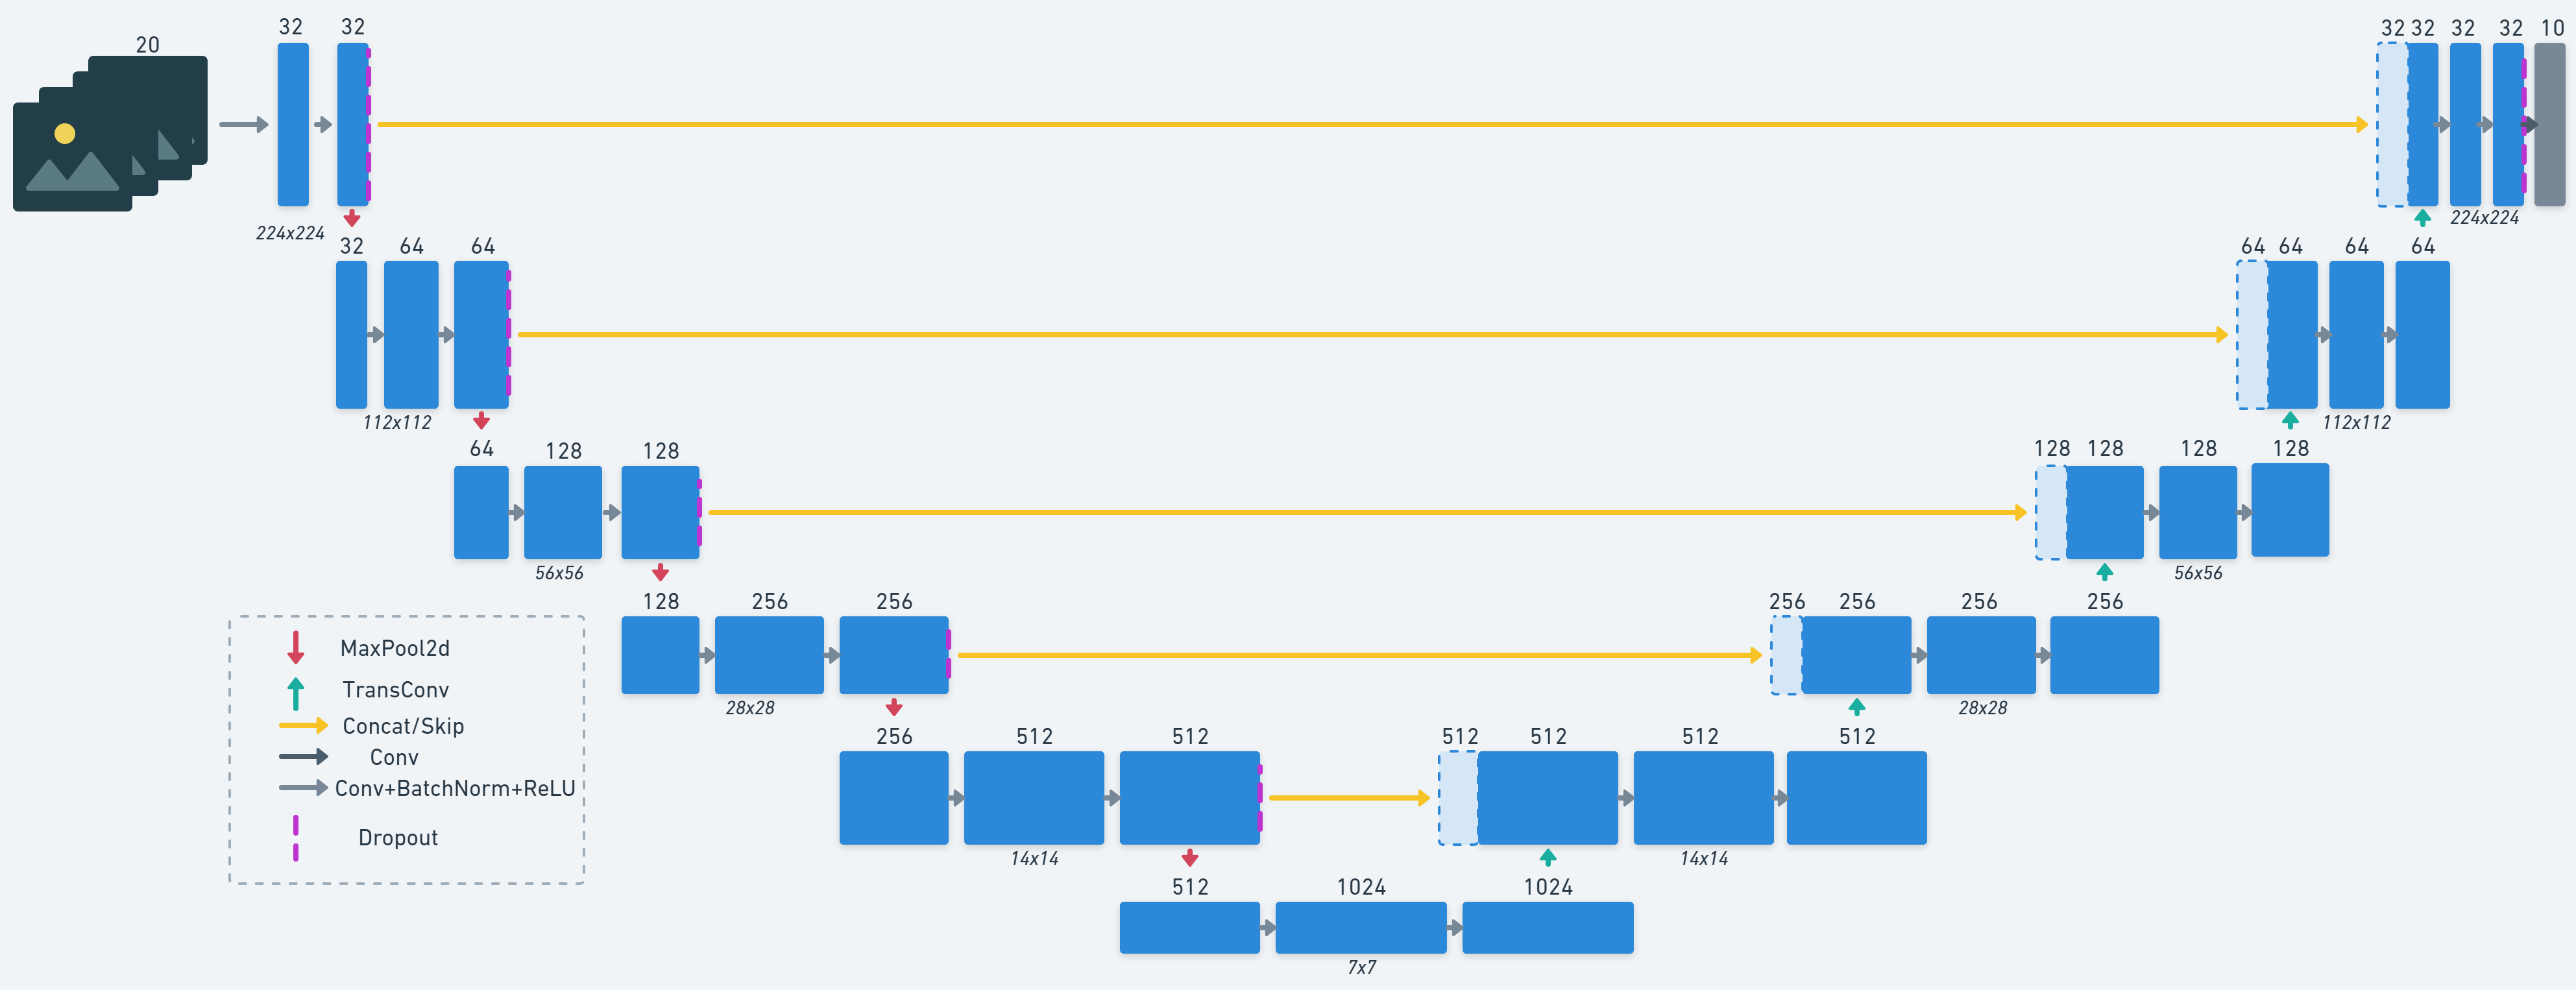 20
32 32
32 32 32 32 10
224x224
224x224
32 64 64
64 64 64 64
112x112
112x112
64 128 128
128 128 128 128
56x56
56x56
128 256 256
256 256 256 256
28x28
28x28
MaxPool2d
TransConv
Concat/Skip
Conv
Conv+BatchNorm+ReLU
Dropout
256 512 512
512 512 512 512
14x14
14x14
512 1024 1024
7x7